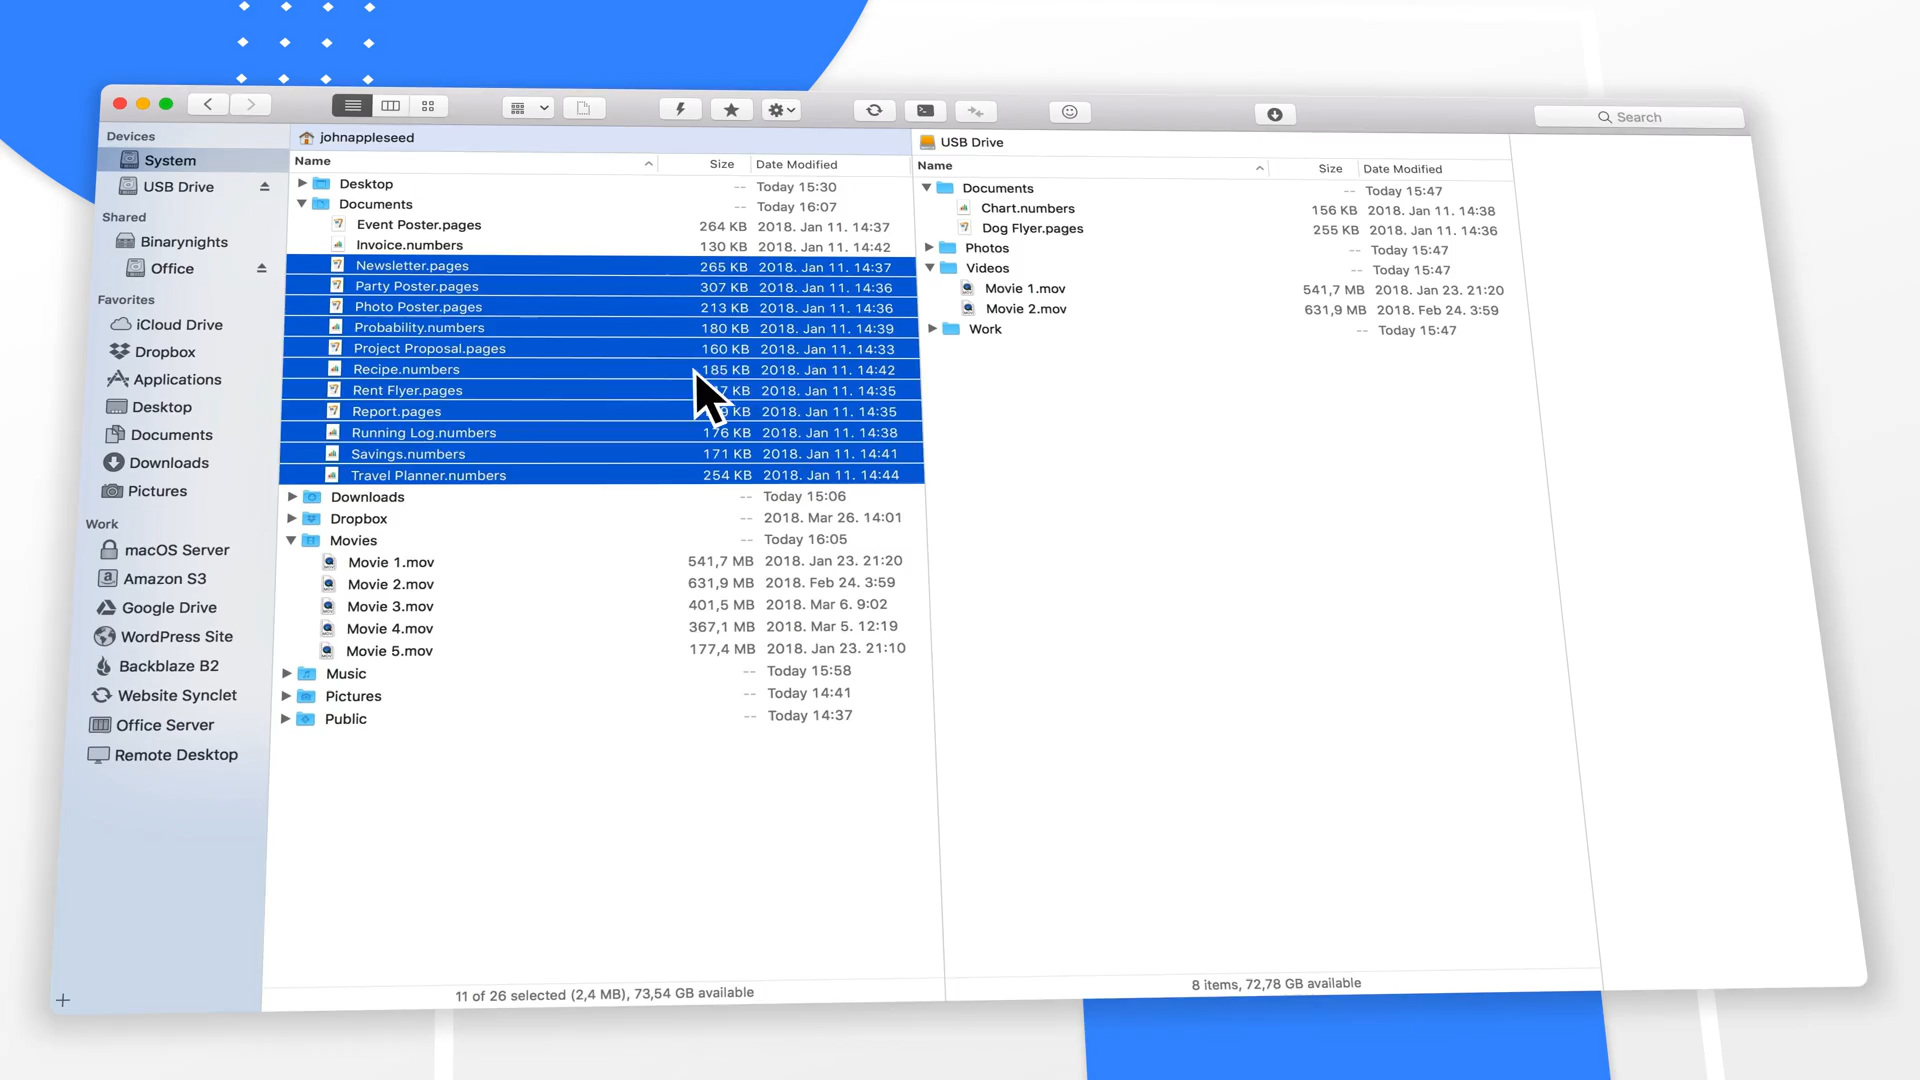 Search
Devices
System
USB Drive
Shared
Binarynights
Office
Favorites
iCloud Drive
Dropbox
Applications
Desktop
Documents
Downloads
Pictures
Work
macOS Server
Amazon S3
Google Drive
WordPress Site
Backblaze B2
Website Synclet
Office Server
Remote Desktop
johnappleseed
Name Size Date Modified
Desktop -- Today 15:30
Documents -- Today 16:07
Event Poster.pages 264 KB 2018. Jan 11. 14:37
Invoice.numbers 130 KB 2018. Jan 11. 14:42
Newsletter.pages 265 KB 2018. Jan 11. 14:37
Party Poster.pages 307 KB 2018. Jan 11. 14:36
Photo Poster.pages 213 KB 2018. Jan 11. 14:36
Probability.numbers 180 KB 2018. Jan 11. 14:39
Project Proposal.pages 160 KB 2018. Jan 11. 14:33
Recipe.numbers 185 KB 2018. Jan 11. 14:42
Rent Flyer.pages KB 2018. Jan 11. 14:35
Report.pages KB 2018. Jan 11. 14:35
Running Log.numbers 176 KB 2018. Jan 11. 14:38
Savings.numbers 171 KB 2018. Jan 11. 14:41
Travel Planner.numbers 254 KB 2018. Jan 11. 14:44
Downloads -- Today 15:06
Dropbox -- 2018. Mar 26. 14:01
Movies -- Today 16:05
Movie 1.mov 541,7 MB 2018. Jan 23. 21:20
Movie 2.mov 631,9 MB 2018. Feb 24. 3:59
Movie 3.mov 401,5 MB 2018. Mar 6. 9:02
Movie 4.mov 367,1 MB 2018. Mar 5. 12:19
Movie 5.mov 177,4 MB 2018. Jan 23. 21:10
Music -- Today 15:58
Pictures -- Today 14:41
Public -- Today 14:37
11 of 26 selected (2,4 MB), 73,54 GB available
USB Drive
Name Size Date Modified
Documents -- Today 15:47
Chart.numbers 156 KB 2018. Jan 11. 14:38
Dog Flyer.pages 255 KB 2018. Jan 11. 14:36
Photos -- Today 15:47
Videos -- Today 15:47
Movie 1.mov 541,7 MB 2018. Jan 23. 21:20
Movie 2.mov 631,9 MB 2018. Feb 24. 3:59
Work -- Today 15:47
8 items, 72,78 GB available